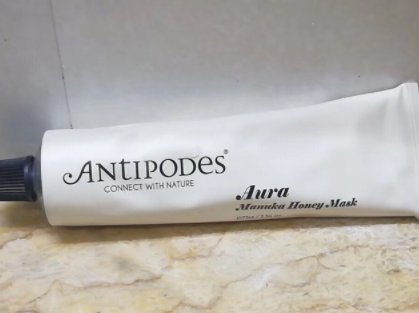 ANTIPODES®
CONNECT WITH NATURE
Aura
Manuka Honey Mask